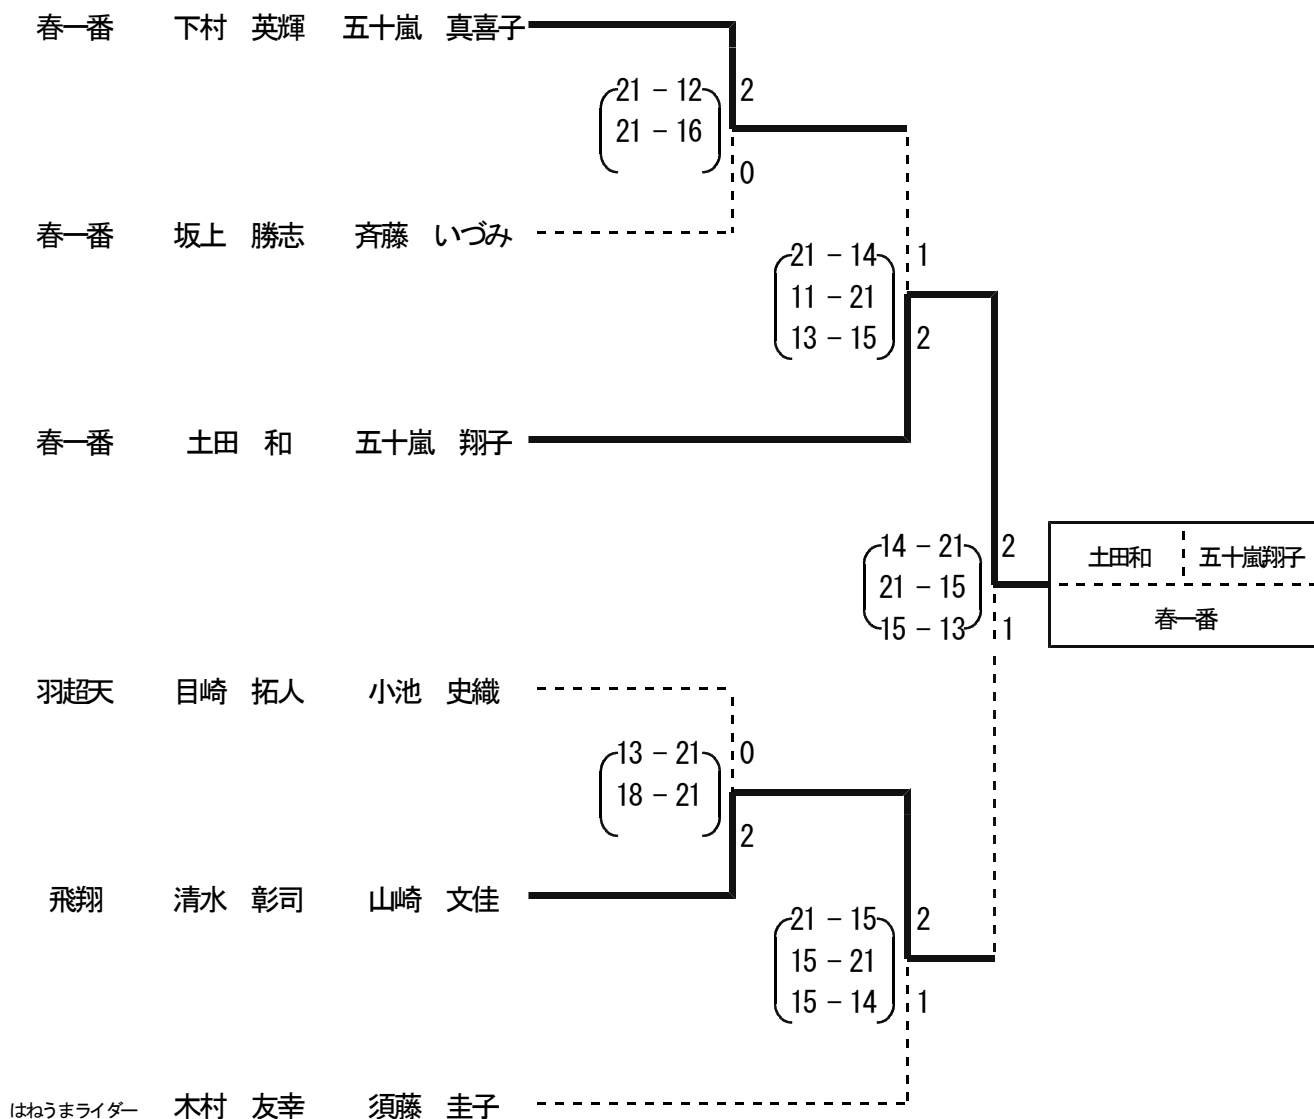 春一番 下村 英輝 五十嵐 真喜子
21 － 12 2
21 － 16
0
春一番 坂上 勝志 斉藤 いづみ
21 － 14 1
11 － 21
13 － 15 2
春一番 土田 和 五十嵐 翔子
14 － 21 2
土田和 五十嵐翔子
21 － 15
春一番
15 － 13 1
羽超天 目崎 拓人 小池 史織
13 － 21 0
18 － 21
2
飛翔 清水 彰司 山崎 文佳
21 － 15 2
15 － 21
15 － 14 1
はねうまライダー 木村 友幸 須藤 圭子